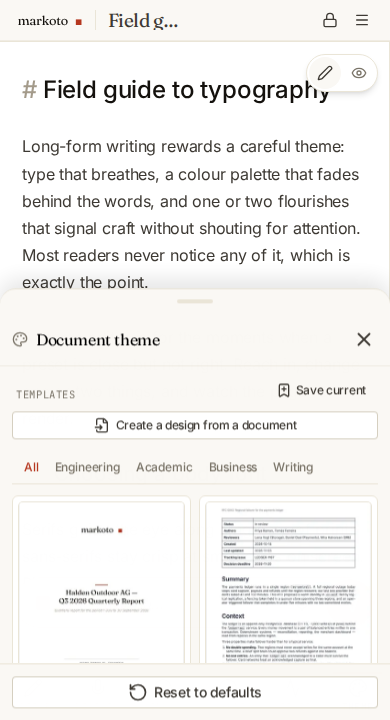 markoto
Field g...
# Field guide to typography
Long-form writing rewards a careful theme:
type that breathes, a colour palette that fades
behind the words, and one or two flourishes
that signal craft without shouting for attention.
Most readers never notice any of it, which is
exactly the point.
Document theme
TEMPLATES
Save current
Create a design from a document
All Engineering Academic Business Writing
markoto
Halden Outdoor AG —
Q3 2028 Quarterly Report
Summary
Context
Reset to defaults